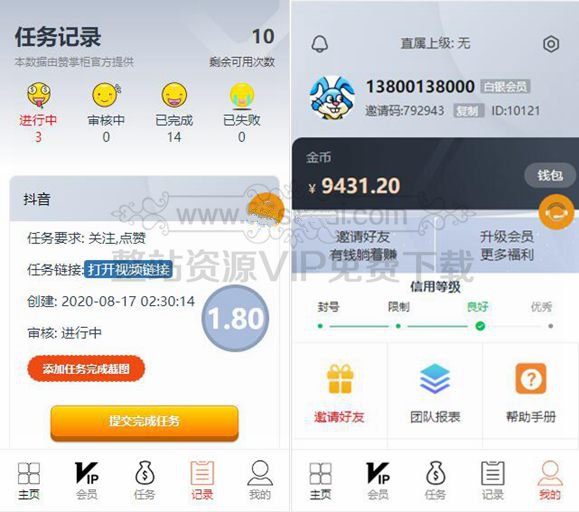 任务记录
10
本数据由赞掌柜官方提供
剩余可用次数
进行中
审核中
已完成
已失败
3
0
14
0
抖音
任务要求: 关注,点赞
任务链接:打开视频链接
创建: 2020-08-17 02:30:14
1.80
审核: 进行中
添加任务完成截图
提交完成任务
主页
VIP
会员
任务
记录
我的
直属上级: 无
13800138000
白银会员
邀请码:792943
复制
ID:10121
金币
¥ 9431.20
钱包
邀请好友
有钱躺着赚
升级会员
更多福利
信用等级
封号
限制
良好
优秀
邀请好友
团队报表
帮助手册
主页
VIP
会员
任务
记录
我的
整站资源VIP免费下载